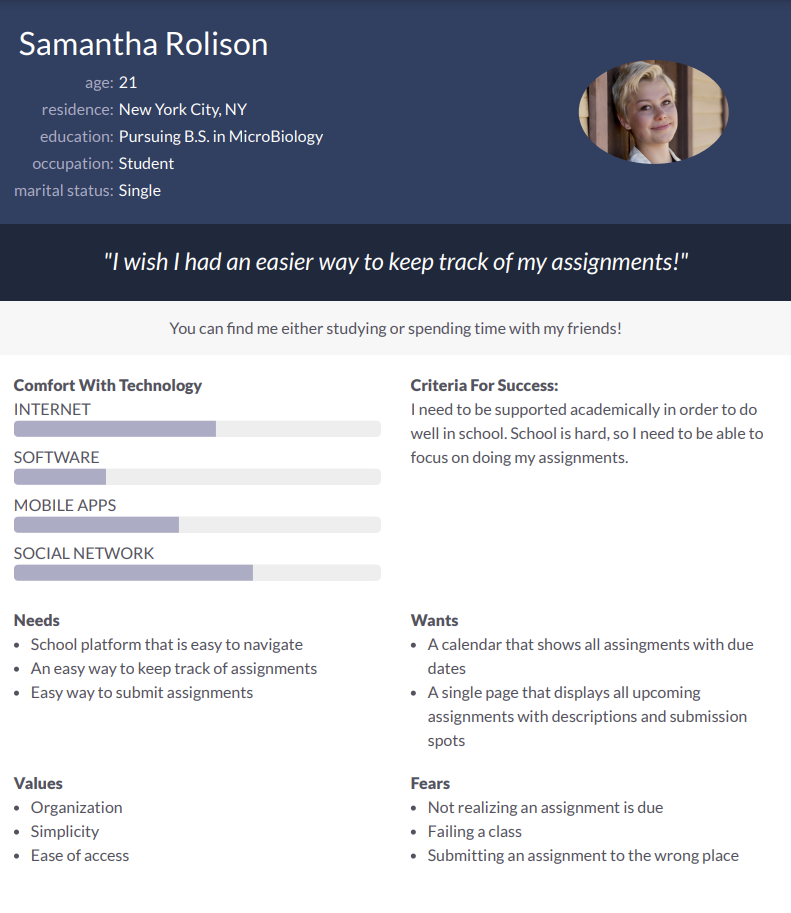 Samantha Rolison
age: 21
residence: New York City, NY
education: Pursuing B.S. in MicroBiology
occupation: Student
marital status: Single
"I wish I had an easier way to keep track of my assignments!"
You can find me either studying or spending time with my friends!
Comfort With Technology
INTERNET
SOFTWARE
MOBILE APPS
SOCIAL NETWORK
Criteria For Success:
I need to be supported academically in order to do
well in school. School is hard, so I need to be able to
focus on doing my assignments.
Needs
• School platform that is easy to navigate
• An easy way to keep track of assignments
• Easy way to submit assignments
Wants
• A calendar that shows all assingments with due
dates
• A single page that displays all upcoming
assignments with descriptions and submission
spots
Values
• Organization
• Simplicity
• Ease of access
Fears
• Not realizing an assignment is due
• Failing a class
• Submitting an assignment to the wrong place